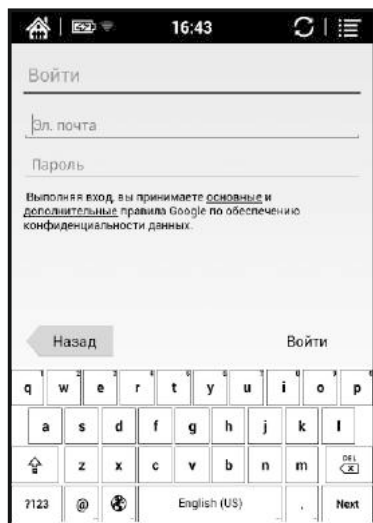 16:43
Войти
Эл. почта
Пароль
Выполняя вход, вы принимаете основные и
дополнительные правила Google по обеспечению
конфиденциальности данных.
Назад Войти
q w e r t y u i o p
a s d f g h j k l
z x c v b n m DEL
?123 @ English (US) . Next